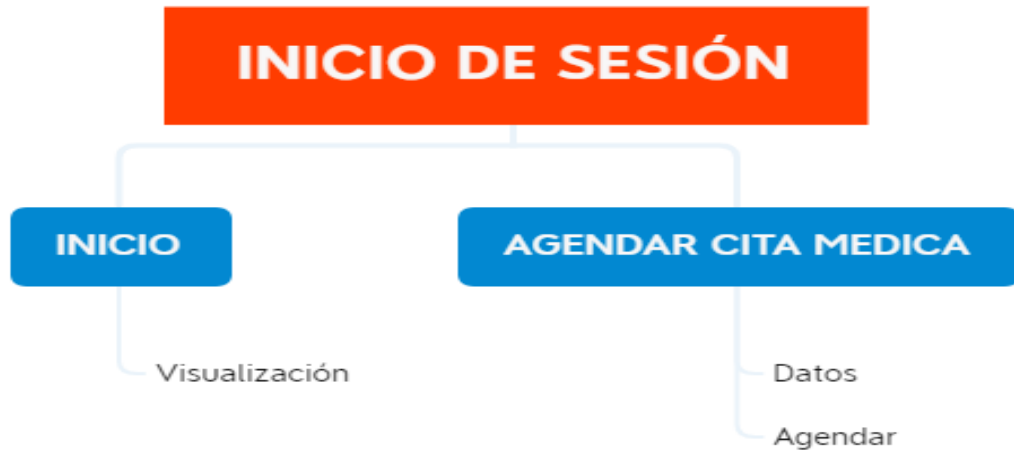 INICIO DE SESIÓN
INICIO
AGENDAR CITA MEDICA
Visualización
Datos
Agendar